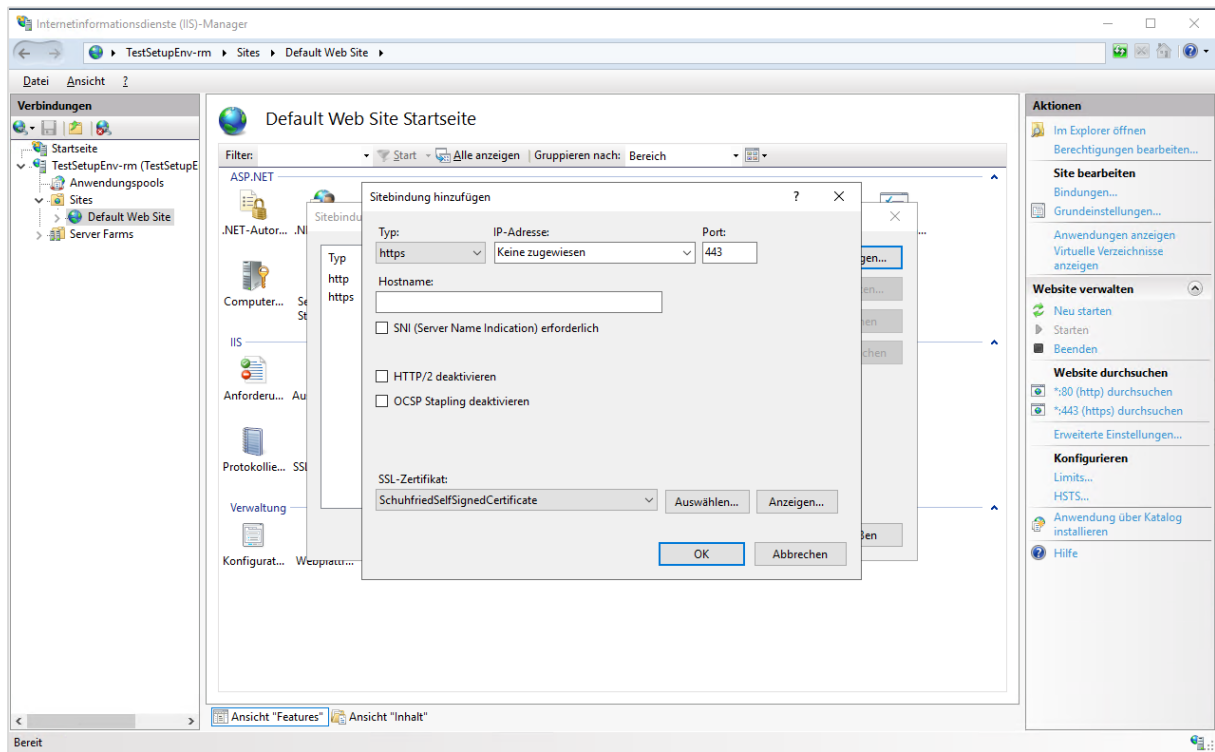 Internetinformationsdienste (IIS)-Manager
TestSetupEnv-rm Sites Default Web Site
Datei Ansicht ?
Verbindungen
Startseite
TestSetupEnv-rm (TestSetupE
Anwendungspools
Sites
Default Web Site
Server Farms
Default Web Site Startseite
Filter: Start Alle anzeigen Gruppieren nach: Bereich
ASP.NET
.NET-Autor...
Computer...
IIS
Anforderu...
Protokollie...
Verwaltung
Konfigurat... Webplattf...
Typ
http
https
gen...
Sitebindung hinzufügen ?
Typ: IP-Adresse: Port:
https Keine zugewiesen 443
Hostname:
SNI (Server Name Indication) erforderlich
HTTP/2 deaktivieren
OCSP Stapling deaktivieren
SSL-Zertifikat:
SchuhfriedSelfSignedCertificate Auswählen... Anzeigen...
OK Abbrechen
Ansicht "Features" Ansicht "Inhalt"
Aktionen
Im Explorer öffnen
Berechtigungen bearbeiten...
Site bearbeiten
Bindungen...
Grundeinstellungen...
Anwendungen anzeigen
Virtuelle Verzeichnisse
anzeigen
Website verwalten
Neu starten
Starten
Beenden
Website durchsuchen
*:80 (http) durchsuchen
*:443 (https) durchsuchen
Erweiterte Einstellungen...
Konfigurieren
Limits...
HSTS...
Anwendung über Katalog
installieren
Hilfe
Bereit